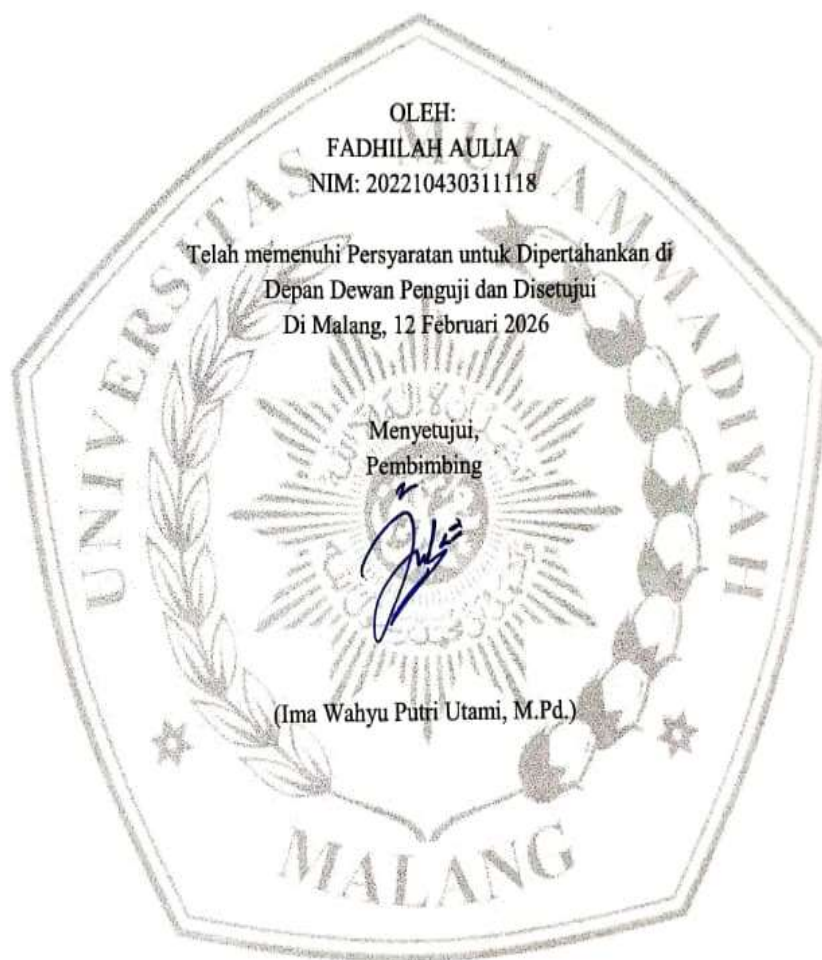 OLEH:
FADHILAH AULIA
NIM: 202210430311118
Telah memenuhi Persyaratan untuk Dipertahankan di
Depan Dewan Penguji dan Disetujui
Di Malang, 12 Februari 2026
Menyetujui,
Pembimbing
(Ima Wahyu Putri Utami, M.Pd.)
UNIVERSITAS MUHAMMADIYAH
MALANG